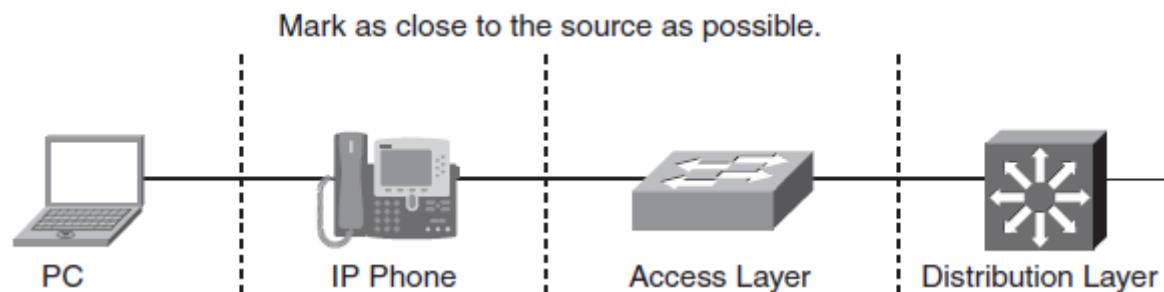 Mark as close to the source as possible.
PC
IP Phone
Access Layer
Distribution Layer